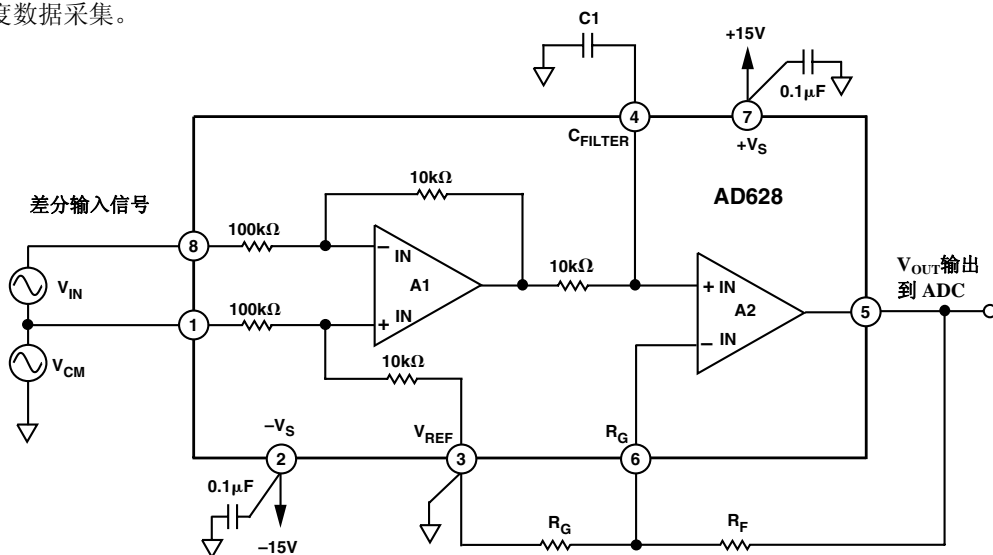 度数据采集。
C1
+15V
0.1µF
4
7
CFILTER
+VS
AD628
10kΩ
差分输入信号
100kΩ
8
– IN
A1
10kΩ
+ IN
A2
VOUT输出
到 ADC
VIN
5
100kΩ
1
+ IN
– IN
10kΩ
VCM
–VS
VREF
RG
2
3
6
0.1µF
RG
RF
–15V